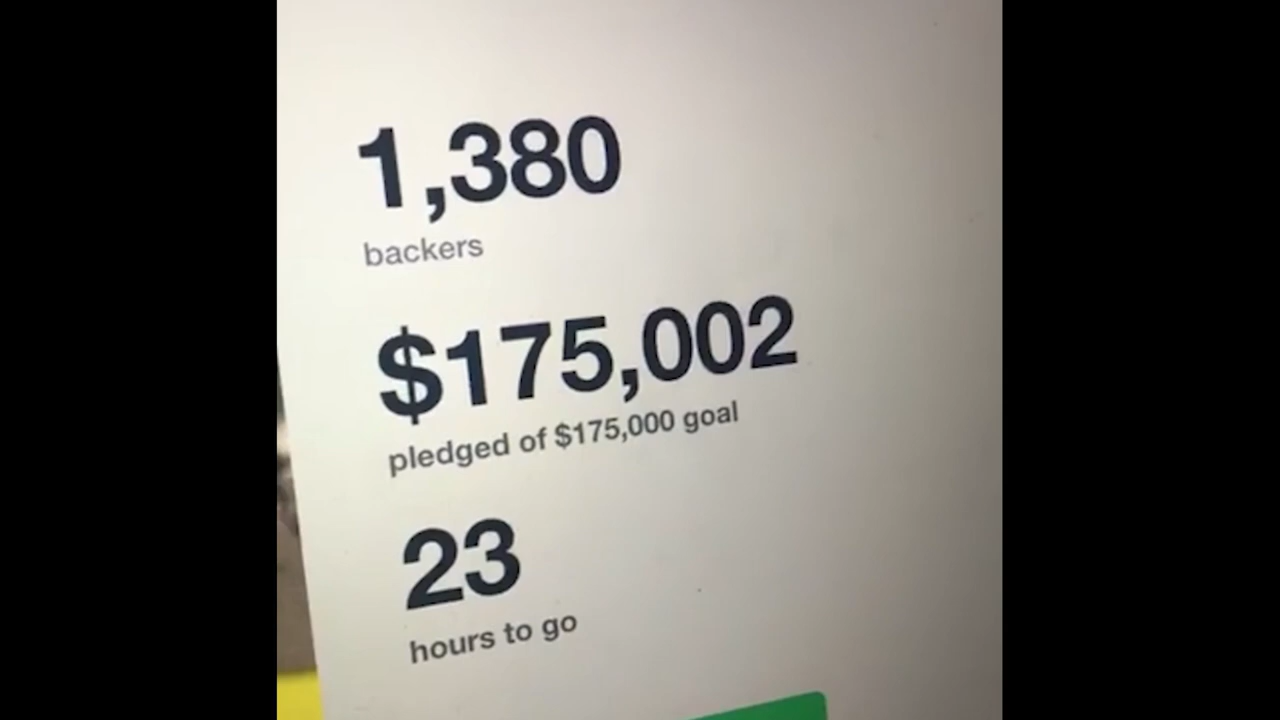 1,380
backers
$175,002
pledged of $175,000 goal
23
hours to go